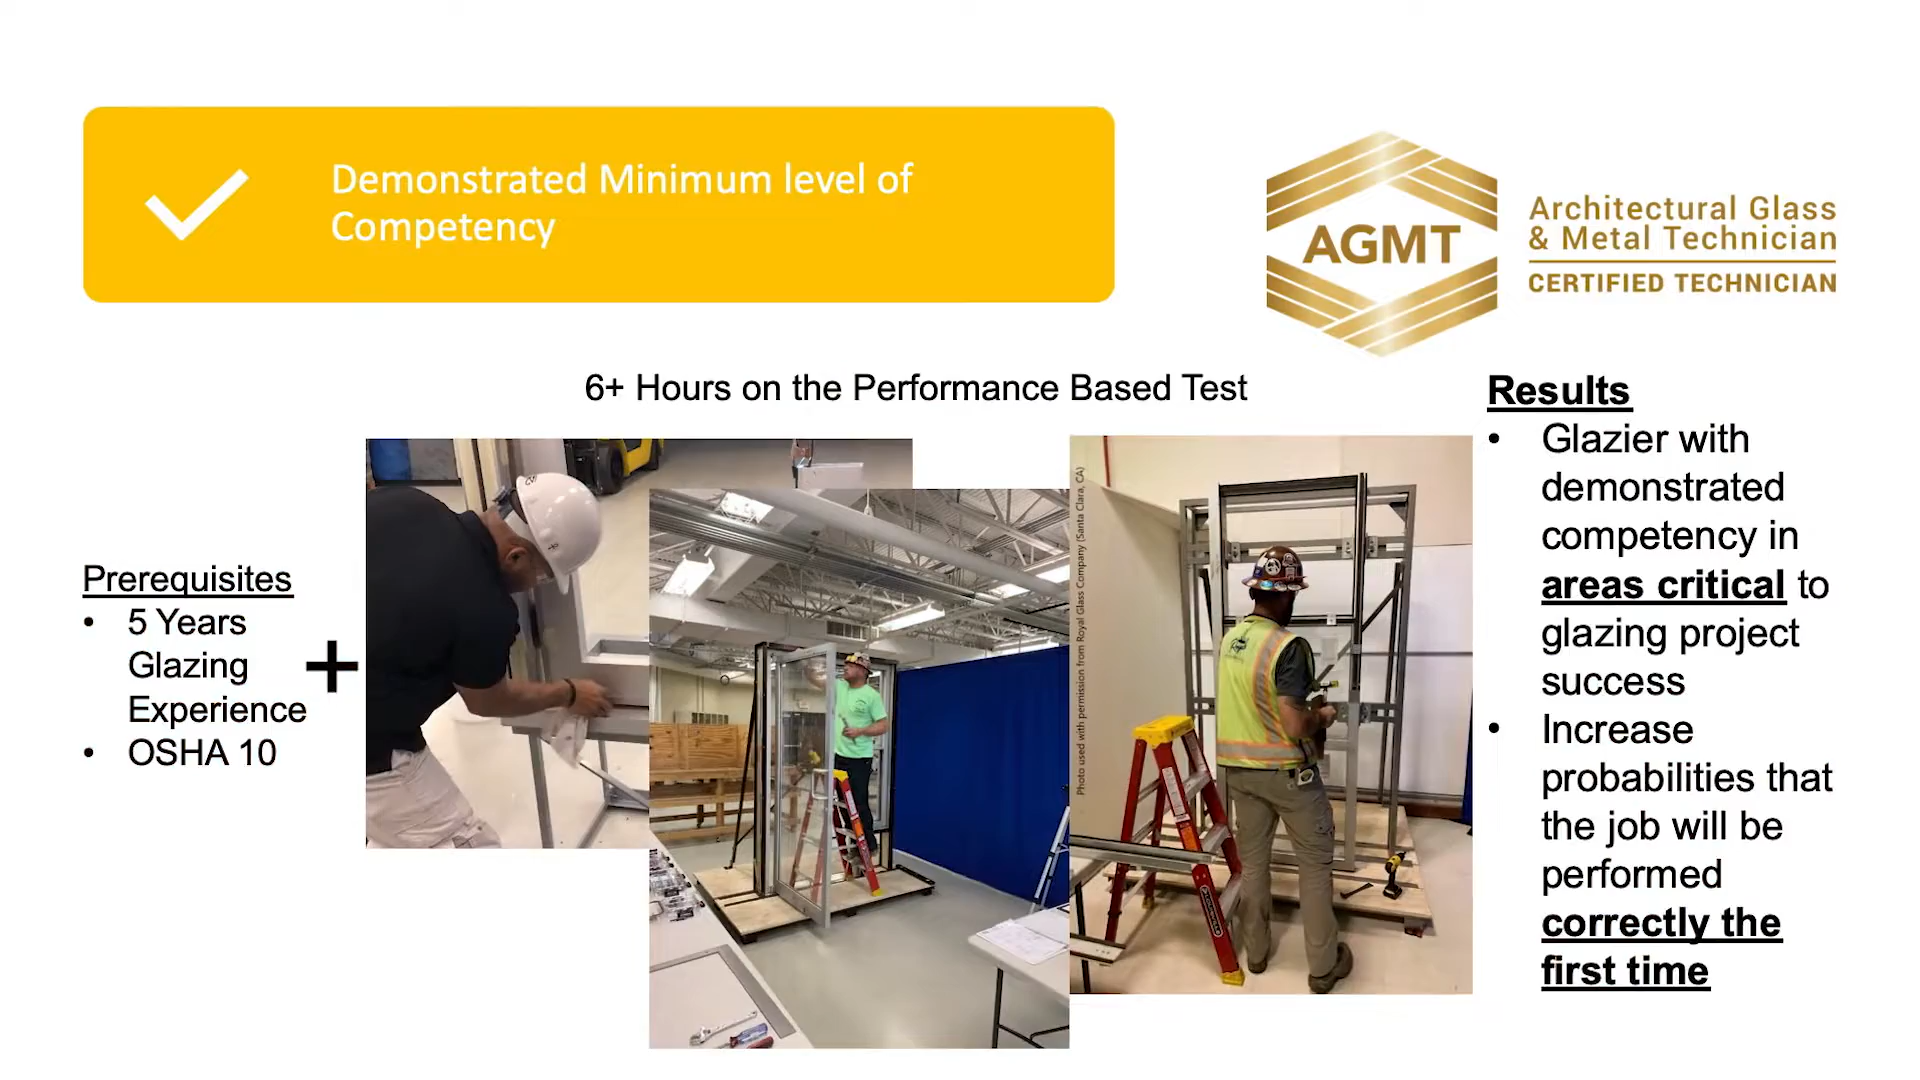 Demonstrated Minimum level of
Competency
AGMT
Architectural Glass
& Metal Technician
CERTIFIED TECHNICIAN
6+ Hours on the Performance Based Test
Prerequisites
• 5 Years
Glazing
Experience
• OSHA 10
+
Photo used with permission from Royal Glass Company (Santa Clara, CA)
Results
• Glazier with
demonstrated
competency in
areas critical to
glazing project
success
• Increase
probabilities that
the job will be
performed
correctly the
first time